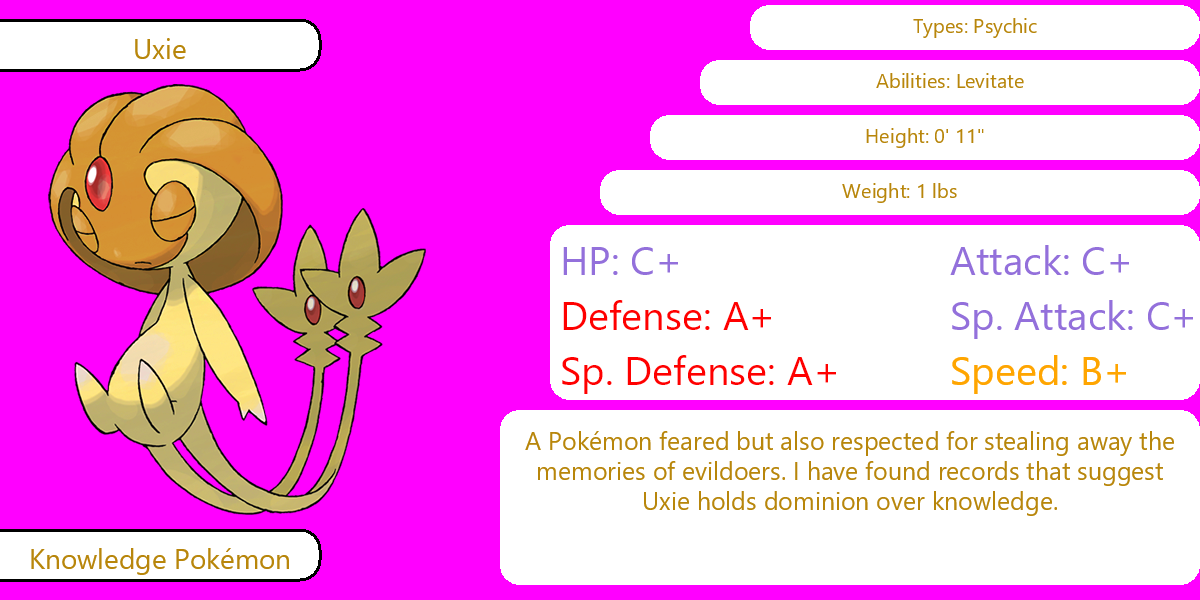 Uxie
Types: Psychic
Abilities: Levitate
Height: 0' 11"
Weight: 1 lbs
HP: C+
Attack: C+
Defense: A+
Sp. Attack: C+
Sp. Defense: A+
Speed: B+
A Pokémon feared but also respected for stealing away the
memories of evildoers. I have found records that suggest
Uxie holds dominion over knowledge.
Knowledge Pokémon